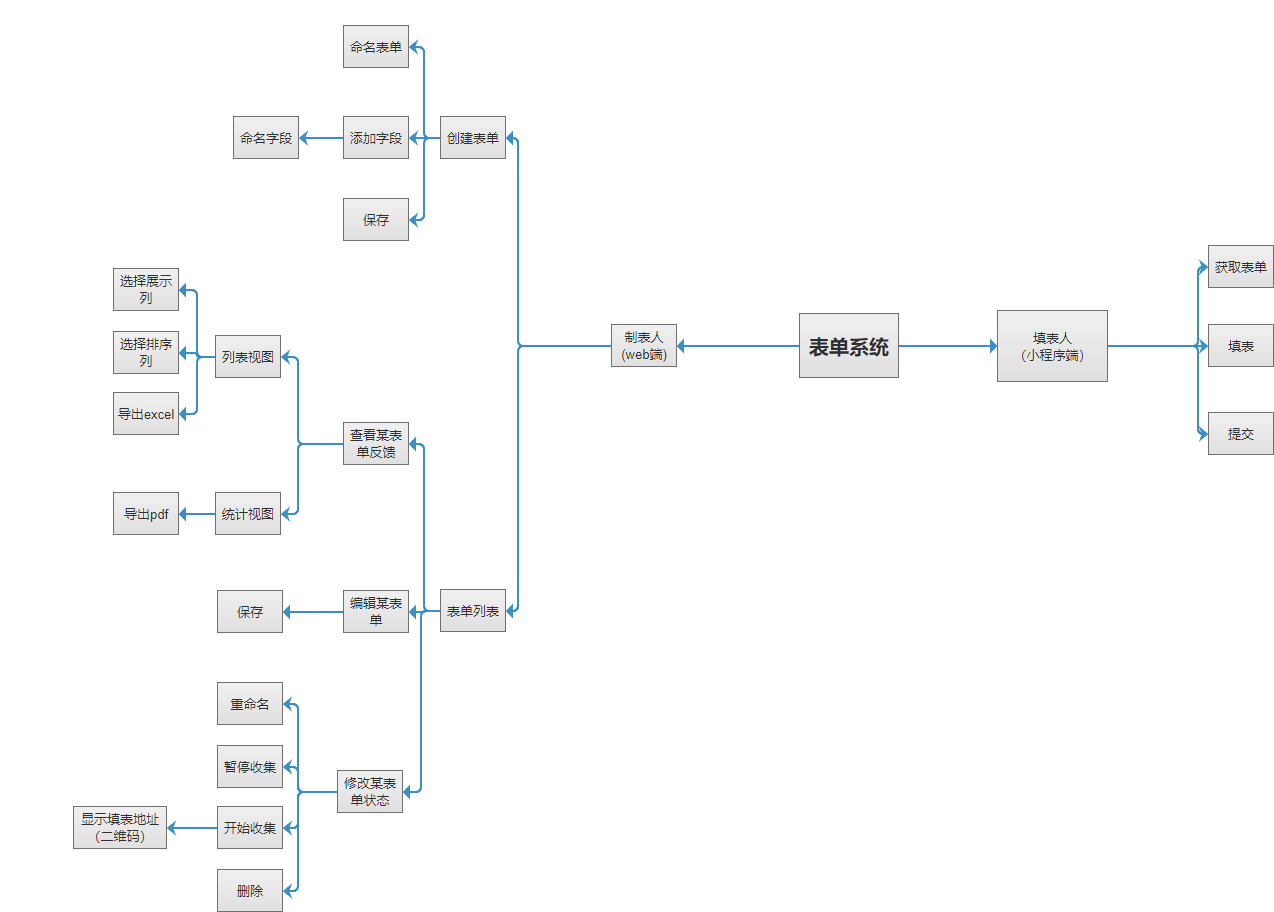 命名表单
命名字段
添加字段
创建表单
保存
选择展示
列
选择排序
列
列表视图
导出excel
查看某表
单反馈
导出pdf
统计视图
保存
编辑某表
单
表单列表
重命名
暂停收集
修改某表
单状态
显示填表地址
（二维码）
开始收集
删除
制表人
(web端)
表单系统
填表人
（小程序端）
获取表单
填表
提交